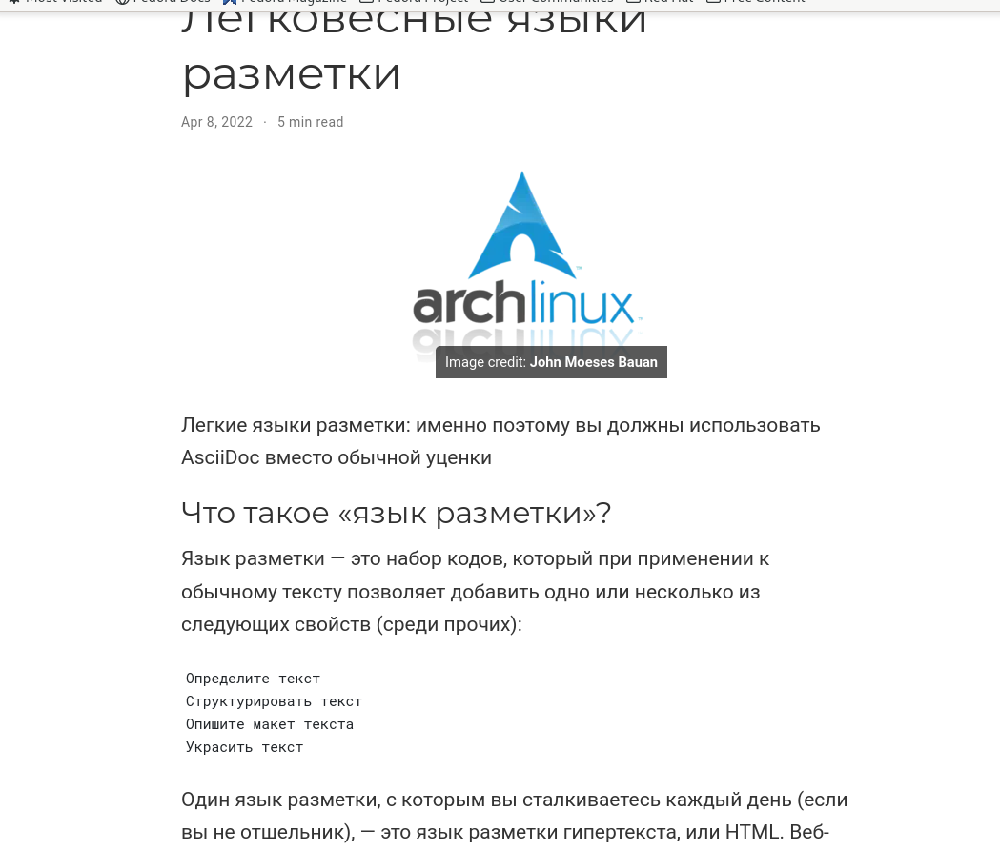 Most Visited Fedora Docs Fedora Magazine Fedora Project User Communities Red Hat Free Content
Легковесные языки
разметки
Apr 8, 2022 · 5 min read
archlinux
Image credit: John Moeses Bauan
Легкие языки разметки: именно поэтому вы должны использовать
AsciiDoc вместо обычной уценки
Что такое «язык разметки»?
Язык разметки — это набор кодов, который при применении к
обычному тексту позволяет добавить одно или несколько из
следующих свойств (среди прочих):
Определите текст
Структурировать текст
Опишите макет текста
Украсить текст
Один язык разметки, с которым вы сталкиваетесь каждый день (если
вы не отшельник), — это язык разметки гипертекста, или HTML. Веб-